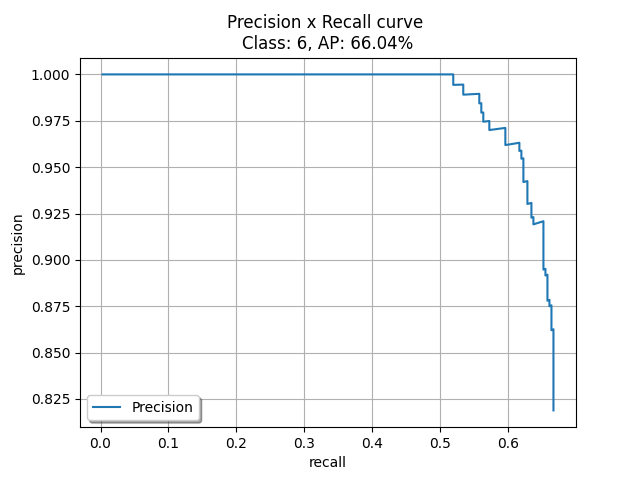 Precision x Recall curve
Class: 6, AP: 66.04%
1.000
0.975
0.950
0.925
0.900
0.875
0.850
0.825
precision
Precision
0.0 0.1 0.2 0.3 0.4 0.5 0.6
recall